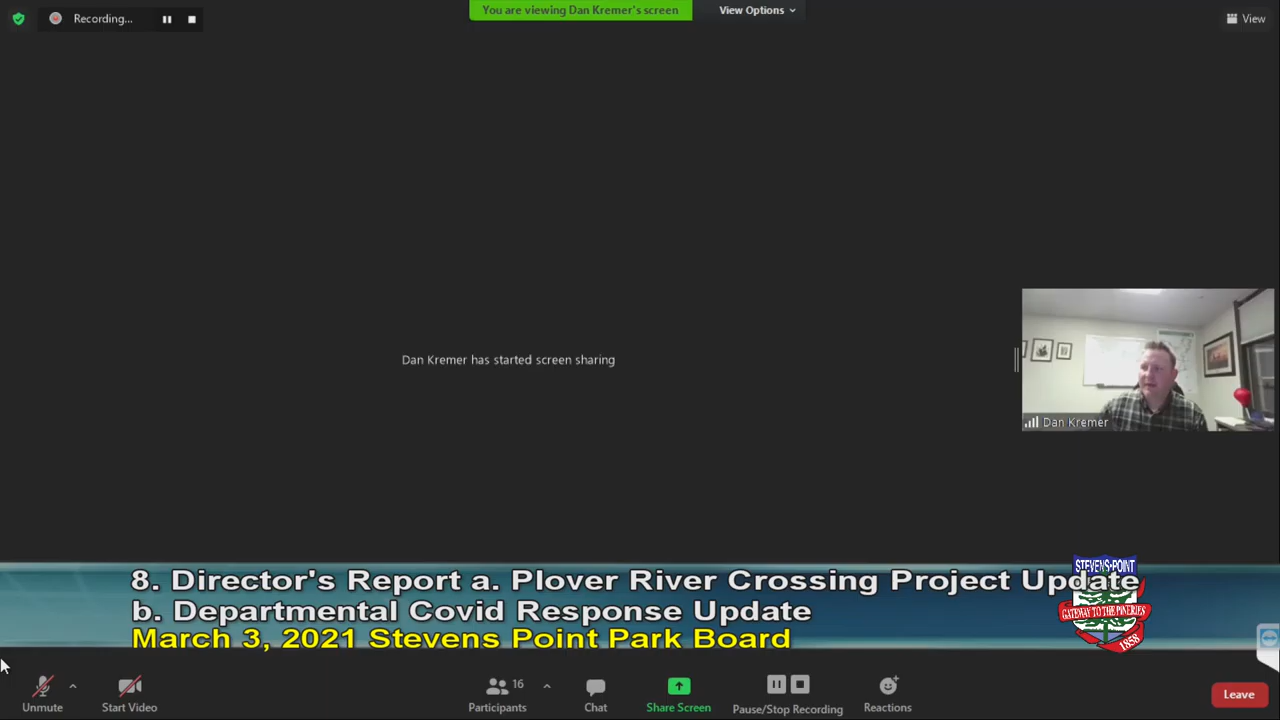 Recording...
You are viewing Dan Kremer's screen
View Options
View
Dan Kremer has started screen sharing
Dan Kremer
8. Director's Report a. Plover River Crossing Project Update
b. Departmental Covid Response Update
March 3, 2021 Stevens Point Park Board
STEVENS·POINT
GATEWAY TO THE PINERIES
1858
Unmute
Start Video
16
Participants
Chat
Share Screen
Pause/Stop Recording
Reactions
Leave